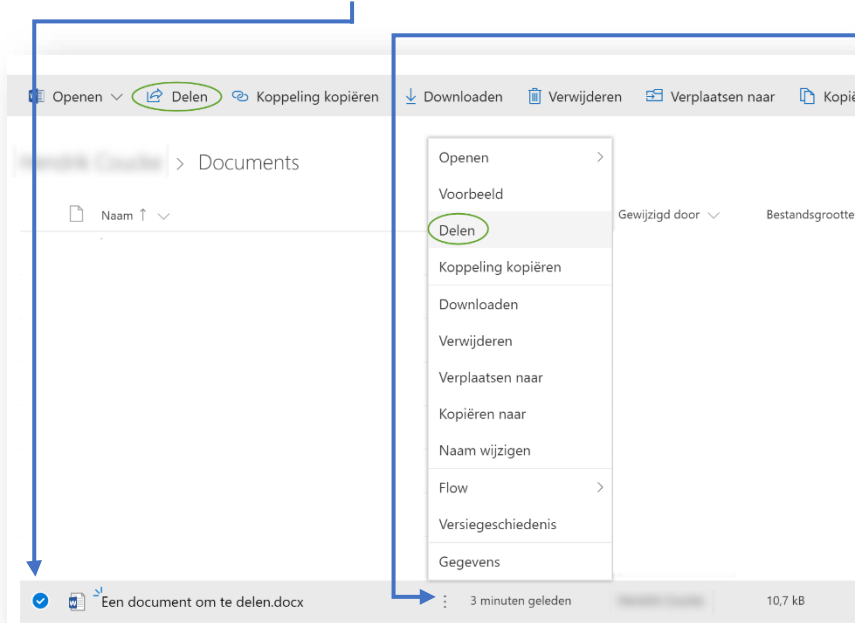 Openen Delen Koppeling kopiëren Downloaden Verwijderen Verplaatsen naar Kopië
> Documents
Naam ↑ Gewijzigd door Bestandsgrootte
Openen >
Voorbeeld
Delen
Koppeling kopiëren
Downloaden
Verwijderen
Verplaatsen naar
Kopiëren naar
Naam wijzigen
Flow >
Versiegeschiedenis
Gegevens
Een document om te delen.docx 3 minuten geleden 10,7 kB